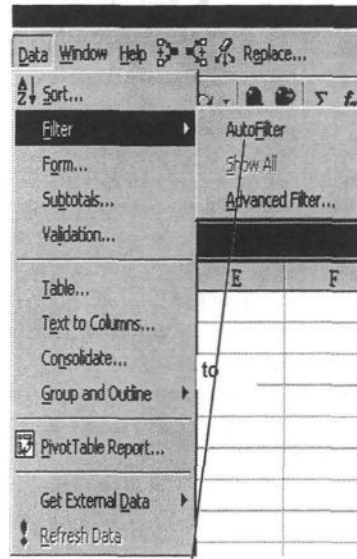 Data Window Help Replace...
Sort...
Filter
AutoFilter
Show All
Advanced Filter...
Form...
Subtotals...
Validation...
E F
Table...
Text to Columns...
Consolidate...
to
Group and Outline
PivotTable Report...
Get External Data
Refresh Data